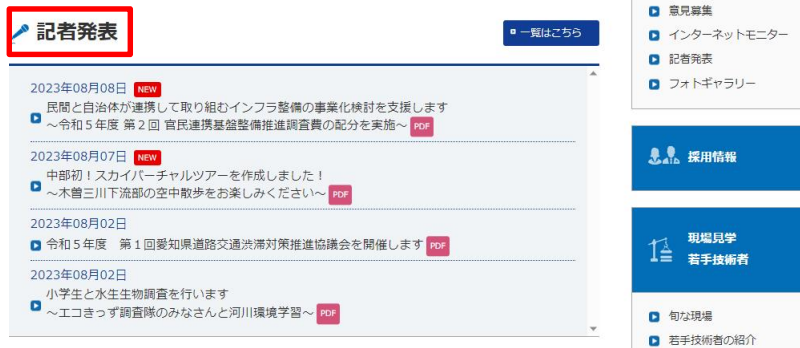 記者発表
一覧はこちら
2023年08月08日 NEW
民間と自治体が連携して取り組むインフラ整備の事業化検討を支援します
～令和５年度 第２回 官民連携基盤整備推進調査費の配分を実施～ PDF
2023年08月07日 NEW
中部初！スカイバーチャルツアーを作成しました！
～木曽三川下流部の空中散歩をお楽しみください～ PDF
2023年08月02日
令和５年度　第１回愛知県道路交通渋滞対策推進協議会を開催します PDF
2023年08月02日
小学生と水生生物調査を行います
～エコきっず調査隊のみなさんと河川環境学習～ PDF
意見募集
インターネットモニター
記者発表
フォトギャラリー
採用情報
現場見学
若手技術者
旬な現場
若手技術者の紹介